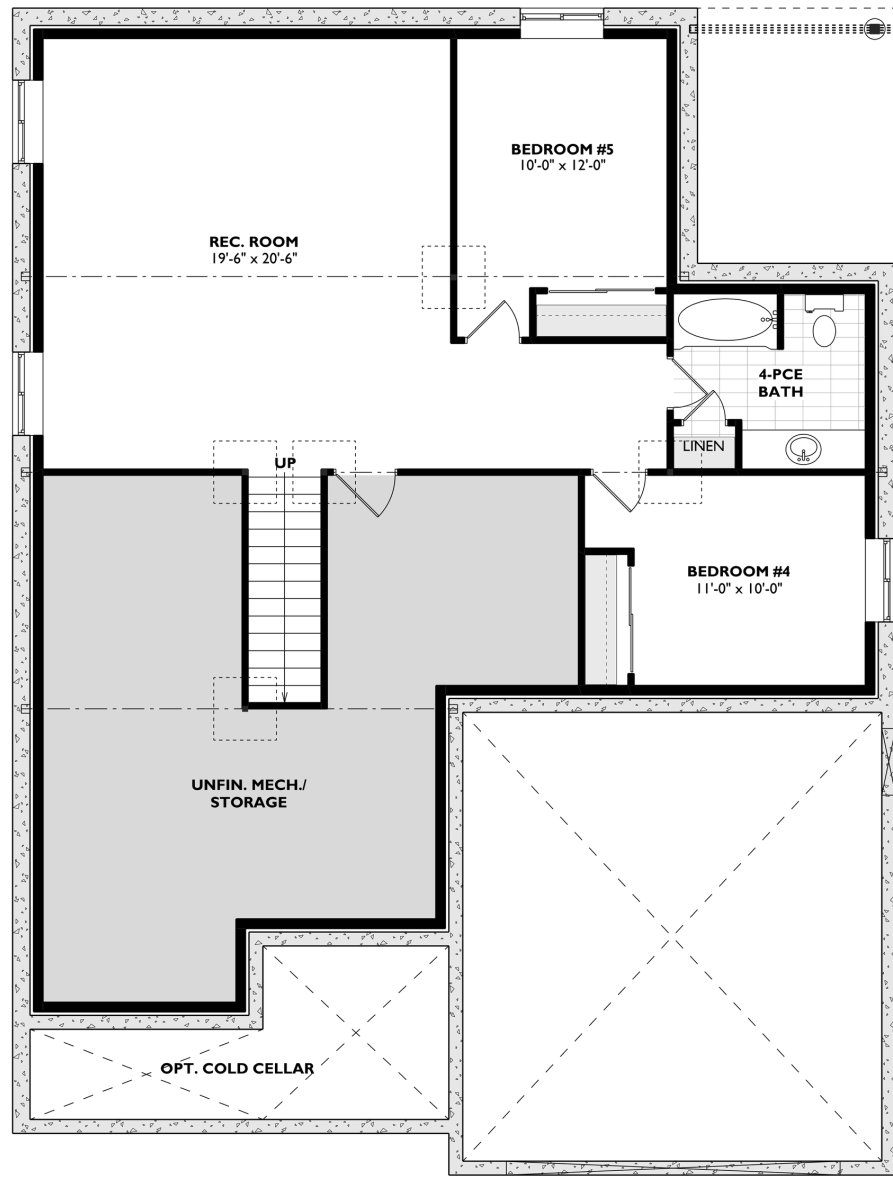 BEDROOM #5
10'-0" x 12'-0"
REC. ROOM
19'-6" x 20'-6"
4-PCE
BATH
LINEN
UP
BEDROOM #4
11'-0" x 10'-0"
UNFIN. MECH./
STORAGE
OPT. COLD CELLAR